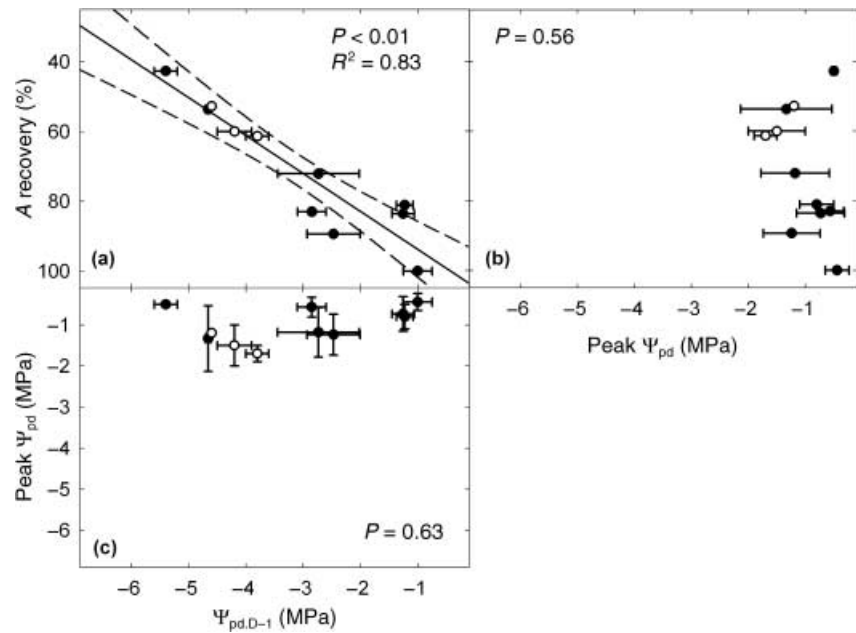 P < 0.01
R² = 0.83
P = 0.56
A recovery (%)
40
60
80
100
(a)
(b)
−6 −5 −4 −3 −2 −1
Peak Ψpd (MPa)
Peak Ψpd (MPa)
−1
−2
−3
−4
−5
−6
P = 0.63
(c)
−6 −5 −4 −3 −2 −1
Ψpd,D−1 (MPa)